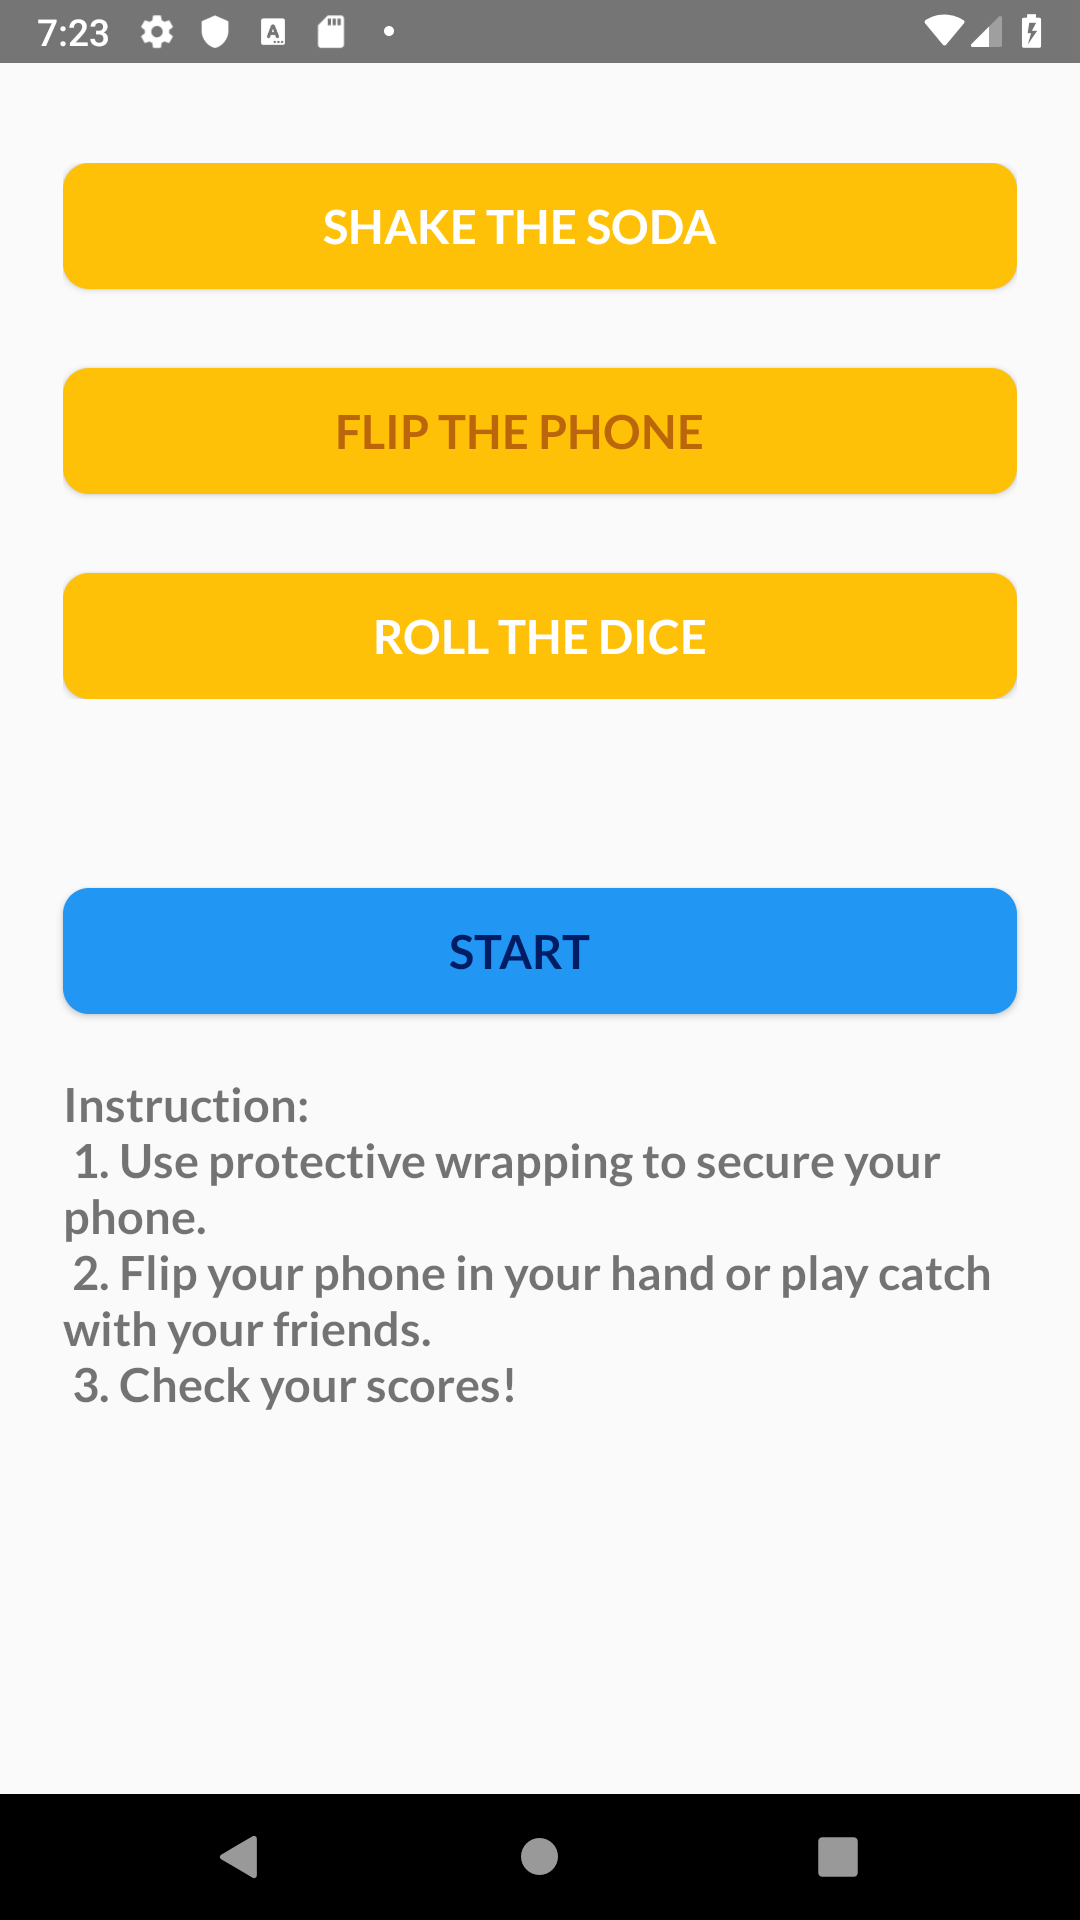 7:23
SHAKE THE SODA
FLIP THE PHONE
ROLL THE DICE
START
Instruction:
1. Use protective wrapping to secure your
phone.
2. Flip your phone in your hand or play catch
with your friends.
3. Check your scores!